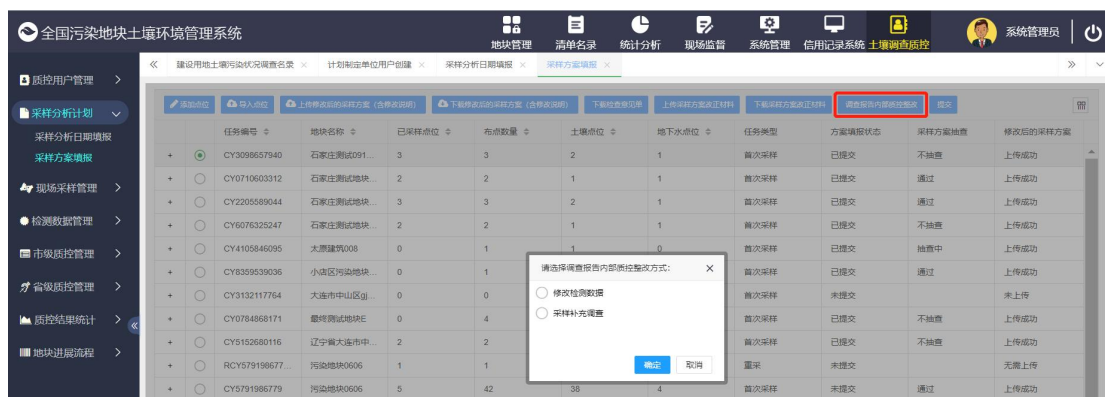 全国污染地块土壤环境管理系统
地块管理 清单名录 统计分析 现场监督 系统管理 信用记录系统 土壤调查质控 系统管理员
质控用户管理
采样分析计划
采样分析日期填报
采样方案填报
现场采样管理
检测数据管理
市级质控管理
省级质控管理
质控结果统计
地块进展流程
建设用地土壤污染状况调查名录 × 计划制定单位用户创建 × 采样分析日期填报 × 采样方案填报 ×
添加点位 导入点位 上传修改后的采样方案（含修改说明） 下载修改后的采样方案（含修改说明） 下载检查意见单 上传采样方案改正材料 下载采样方案改正材料 调查报告内部质控整改 提交
任务编号 地块名称 已采样点位 布点数量 土壤点位 地下水点位 任务类型 方案填报状态 采样方案抽查 修改后的采样方案
+ CY3098657940 石家庄测试091... 3 3 2 1 首次采样 已提交 不抽查 上传成功
+ CY0710603312 石家庄测试地块... 2 2 1 1 首次采样 已提交 通过 上传成功
+ CY2205589044 石家庄测试地块... 3 3 2 1 首次采样 已提交 通过 上传成功
+ CY6076325247 石家庄测试地块... 2 2 1 1 首次采样 已提交 不抽查 上传成功
+ CY4105846095 太原建筑008 0 1 1 0 首次采样 已提交 抽查中 上传成功
+ CY8359539036 小店区污染地块... 0 1 首次采样 已提交 通过 上传成功
+ CY3132117764 大连市中山区gj... 0 0 首次采样 未提交 未上传
+ CY0784868171 最终测试地块E 0 4 首次采样 已提交 不抽查 上传成功
+ CY5152680116 辽宁省大连市中... 2 2 首次采样 已提交 不抽查 上传成功
+ RCY579198677... 污染地块0606 1 1 重采 未提交 无需上传
+ CY5791986779 污染地块0606 5 42 38 4 首次采样 未提交 通过 上传成功
请选择调查报告内部质控整改方式： ×
修改检测数据
采样补充调查
确定 取消